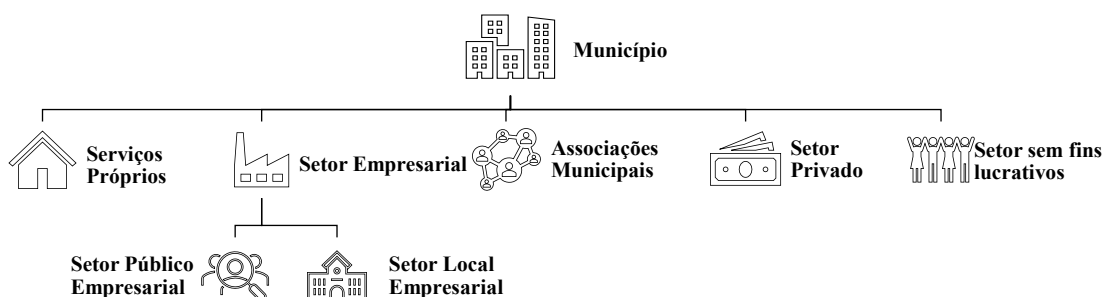 Município
Serviços
Próprios
Setor Empresarial
Associações
Municipais
Setor
Privado
Setor sem fins
lucrativos
Setor Público
Empresarial
Setor Local
Empresarial